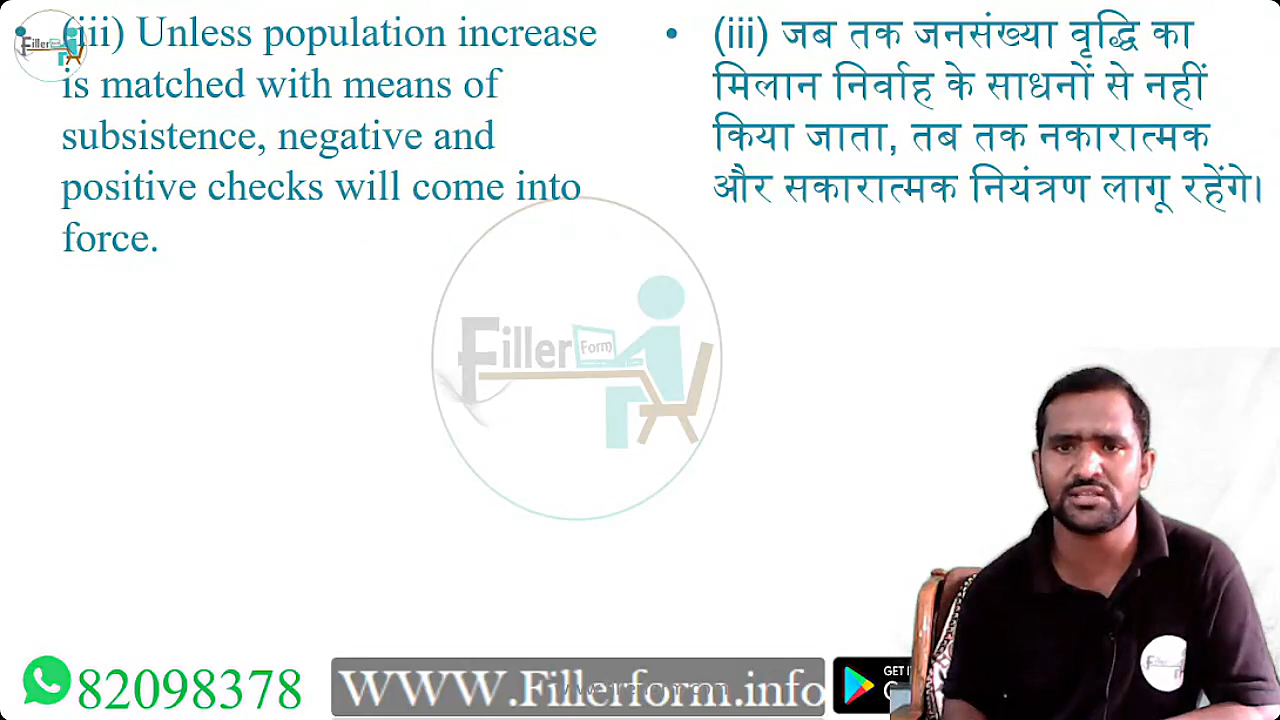 (iii) Unless population increase
is matched with means of
subsistence, negative and
positive checks will come into
force.
(iii) जब तक जनसंख्या वृद्धि का
मिलान निर्वाह के साधनों से नहीं
किया जाता, तब तक नकारात्मक
और सकारात्मक नियंत्रण लागू रहेंगे।
Filler Form
82098378
WWW.Fillerform.info